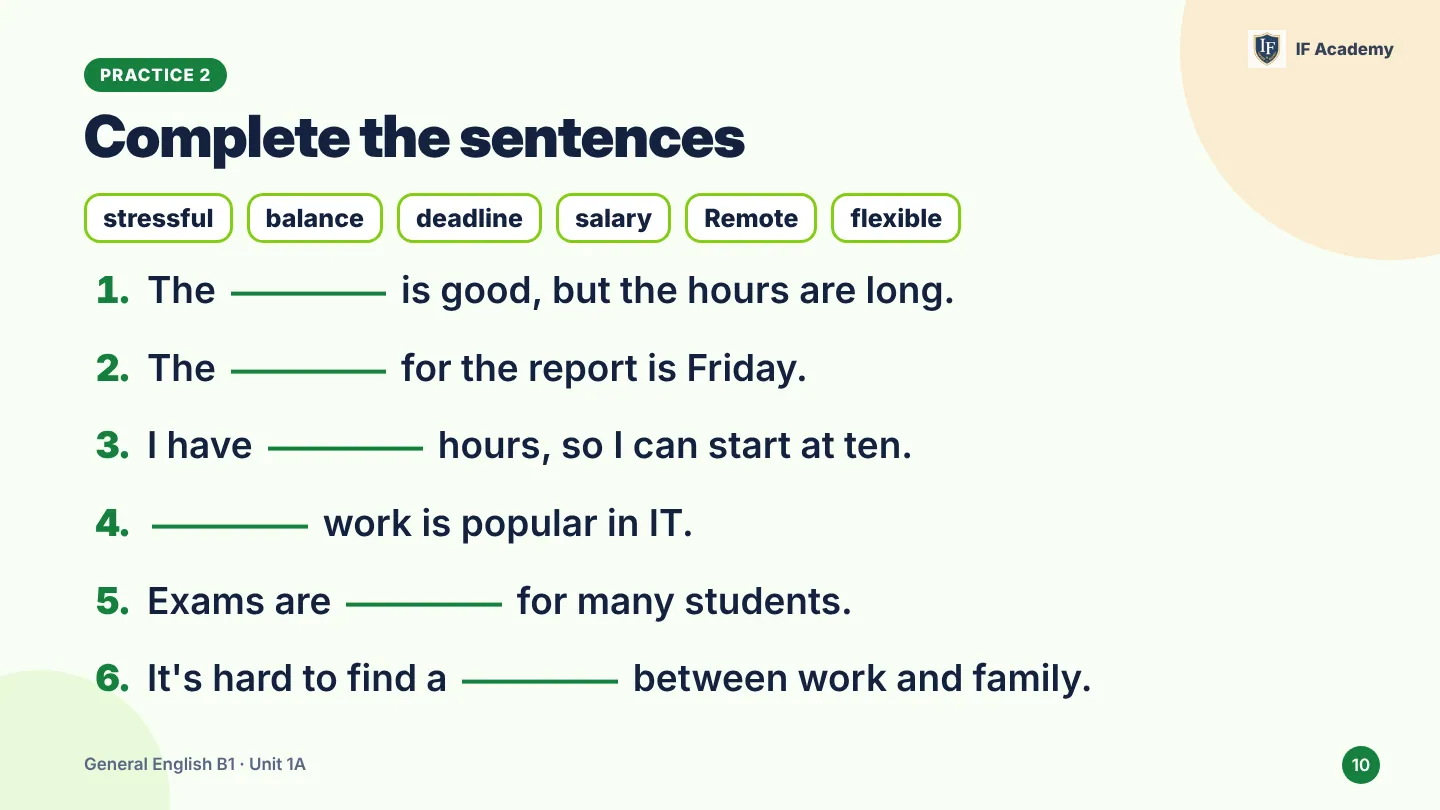 IF IF Academy
PRACTICE 2
Complete the sentences
stressful balance deadline salary Remote flexible
1. The ________ is good, but the hours are long.
2. The ________ for the report is Friday.
3. I have ________ hours, so I can start at ten.
4. ________ work is popular in IT.
5. Exams are ________ for many students.
6. It's hard to find a ________ between work and family.
General English B1 · Unit 1A
10